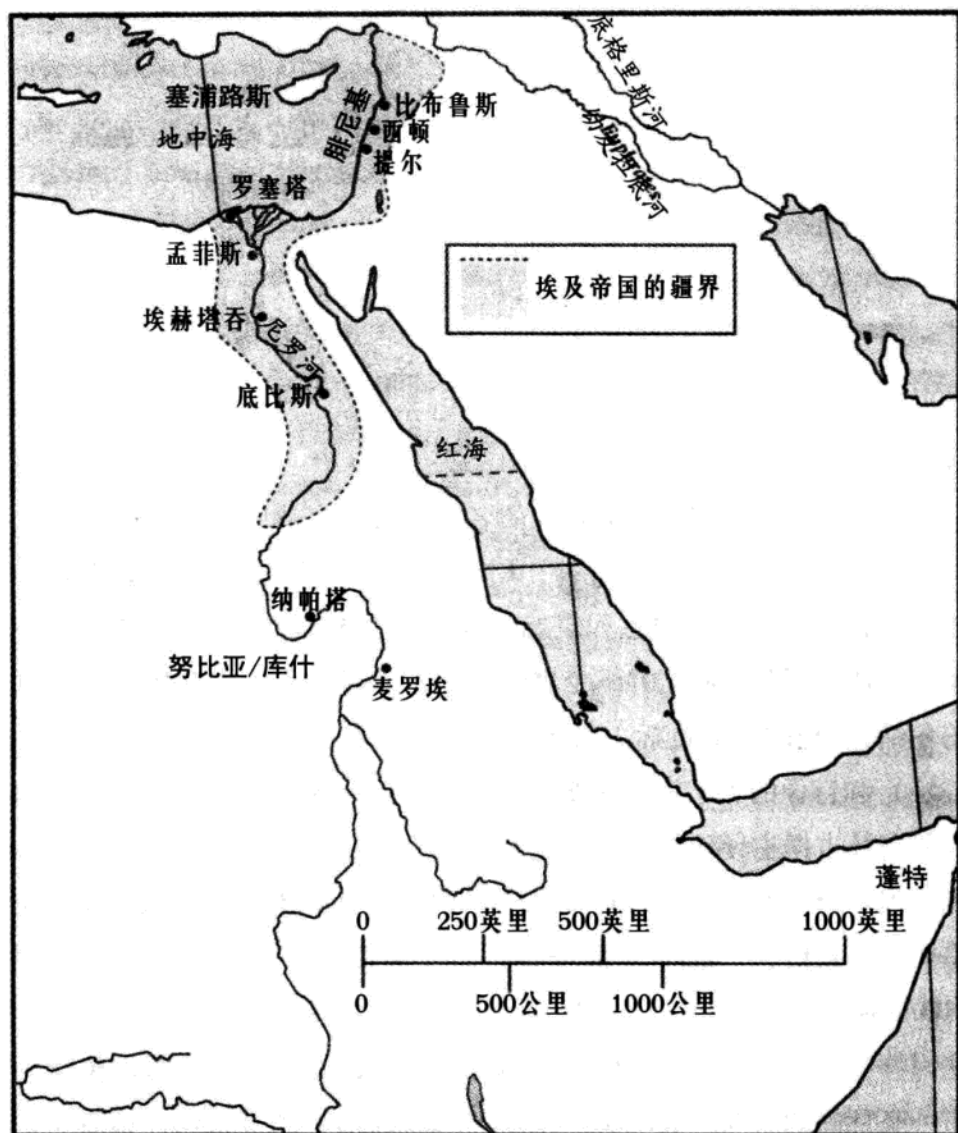 底格里斯河
幼发拉底河
塞浦路斯
地中海
腓尼基
比布鲁斯
西顿
提尔
罗塞塔
孟菲斯
埃赫塔吞
尼罗河
底比斯
埃及帝国的疆界
红海
纳帕塔
努比亚/库什
麦罗埃
蓬特
0 250英里 500英里 1000英里
0 500公里 1000公里